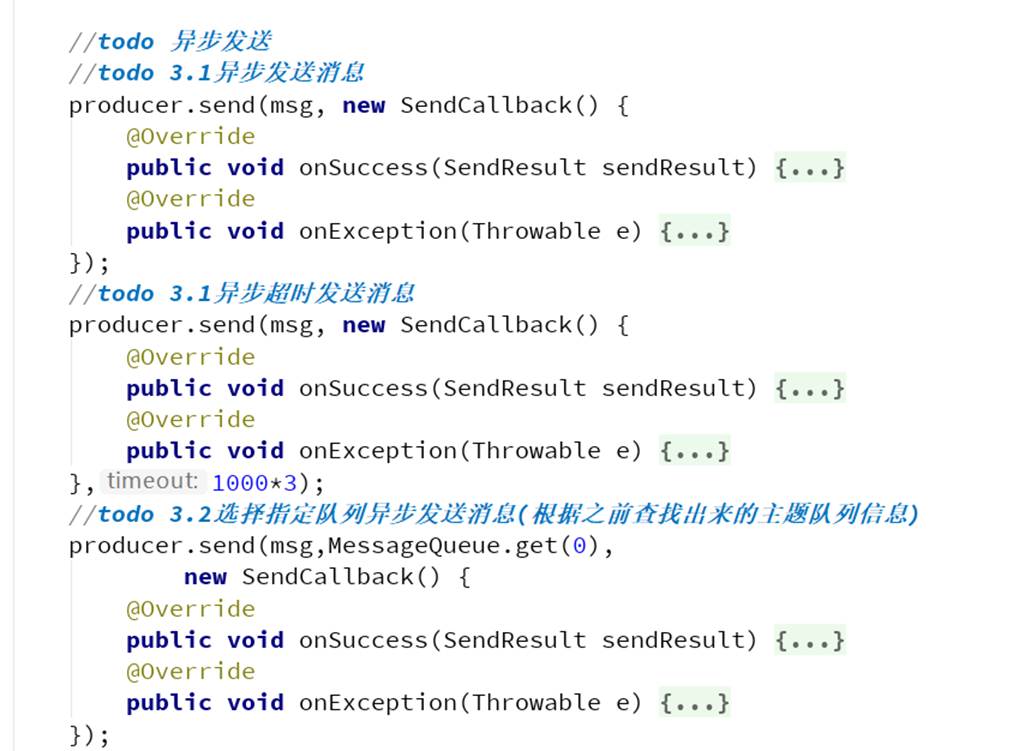 //todo 异步发送
//todo 3.1异步发送消息
producer.send(msg, new SendCallback() {
    @Override
    public void onSuccess(SendResult sendResult) {...}
    @Override
    public void onException(Throwable e) {...}
});
//todo 3.1异步超时发送消息
producer.send(msg, new SendCallback() {
    @Override
    public void onSuccess(SendResult sendResult) {...}
    @Override
    public void onException(Throwable e) {...}
}, timeout: 1000*3);
//todo 3.2选择指定队列异步发送消息(根据之前查找出来的主题队列信息)
producer.send(msg,MessageQueue.get(0),
        new SendCallback() {
    @Override
    public void onSuccess(SendResult sendResult) {...}
    @Override
    public void onException(Throwable e) {...}
});